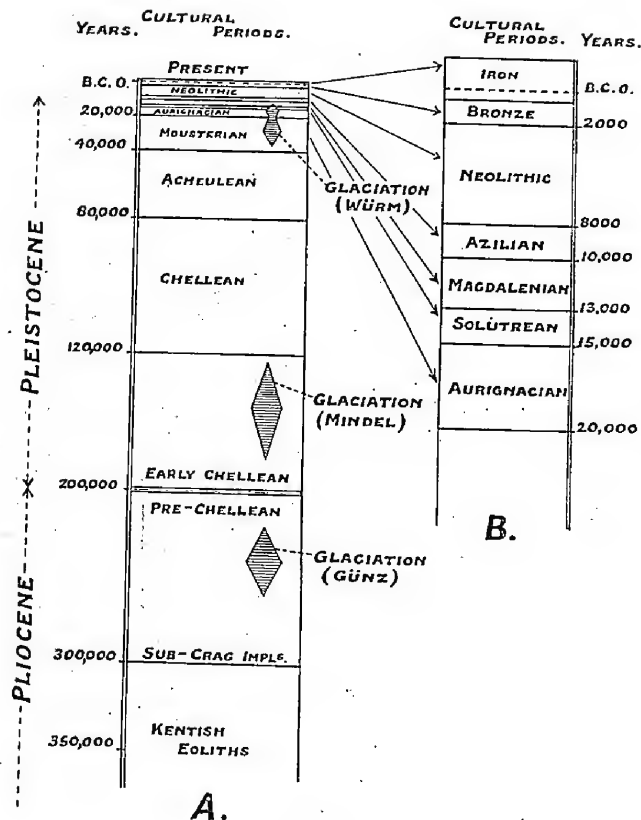 CULTURAL
YEARS. PERIODS.
PRESENT
B.C.O.
NEOLITHIC
20,000
AURIGNACIAN
MOUSTERIAN
40,000
ACHEULEAN
80,000
CHELLEAN
120,000
EARLY CHELLEAN
200,000
PRE-CHELLEAN
300,000
SUB-CRAG IMPLS.
KENTISH
EOLITHS
350,000
A.
GLACIATION
(WÜRM)
GLACIATION
(MINDEL)
GLACIATION
(GÜNZ)
PLEISTOCENE
PLIOCENE
CULTURAL
PERIODS. YEARS.
IRON
B.C.O.
BRONZE
2000
NEOLITHIC
8000
AZILIAN
10,000
MAGDALENIAN
13,000
SOLUTREAN
15,000
AURIGNACIAN
20,000
B.